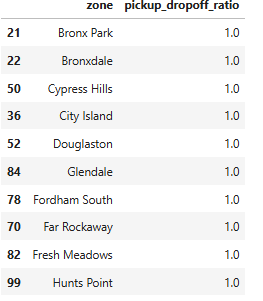 zone pickup_dropoff_ratio
21 Bronx Park 1.0
22 Bronxdale 1.0
50 Cypress Hills 1.0
36 City Island 1.0
52 Douglaston 1.0
84 Glendale 1.0
78 Fordham South 1.0
70 Far Rockaway 1.0
82 Fresh Meadows 1.0
99 Hunts Point 1.0